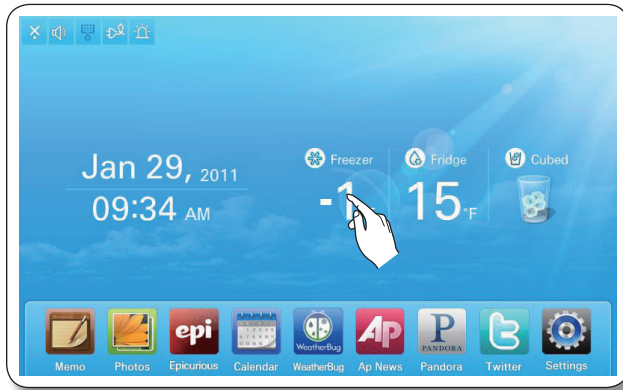 Jan 29, 2011
09:34 AM
Freezer
-1
Fridge
15°F
Cubed
epi
WeatherBug
AP
P
PANDORA
Memo Photos Epicurious Calendar WeatherBug Ap News Pandora Twitter Settings